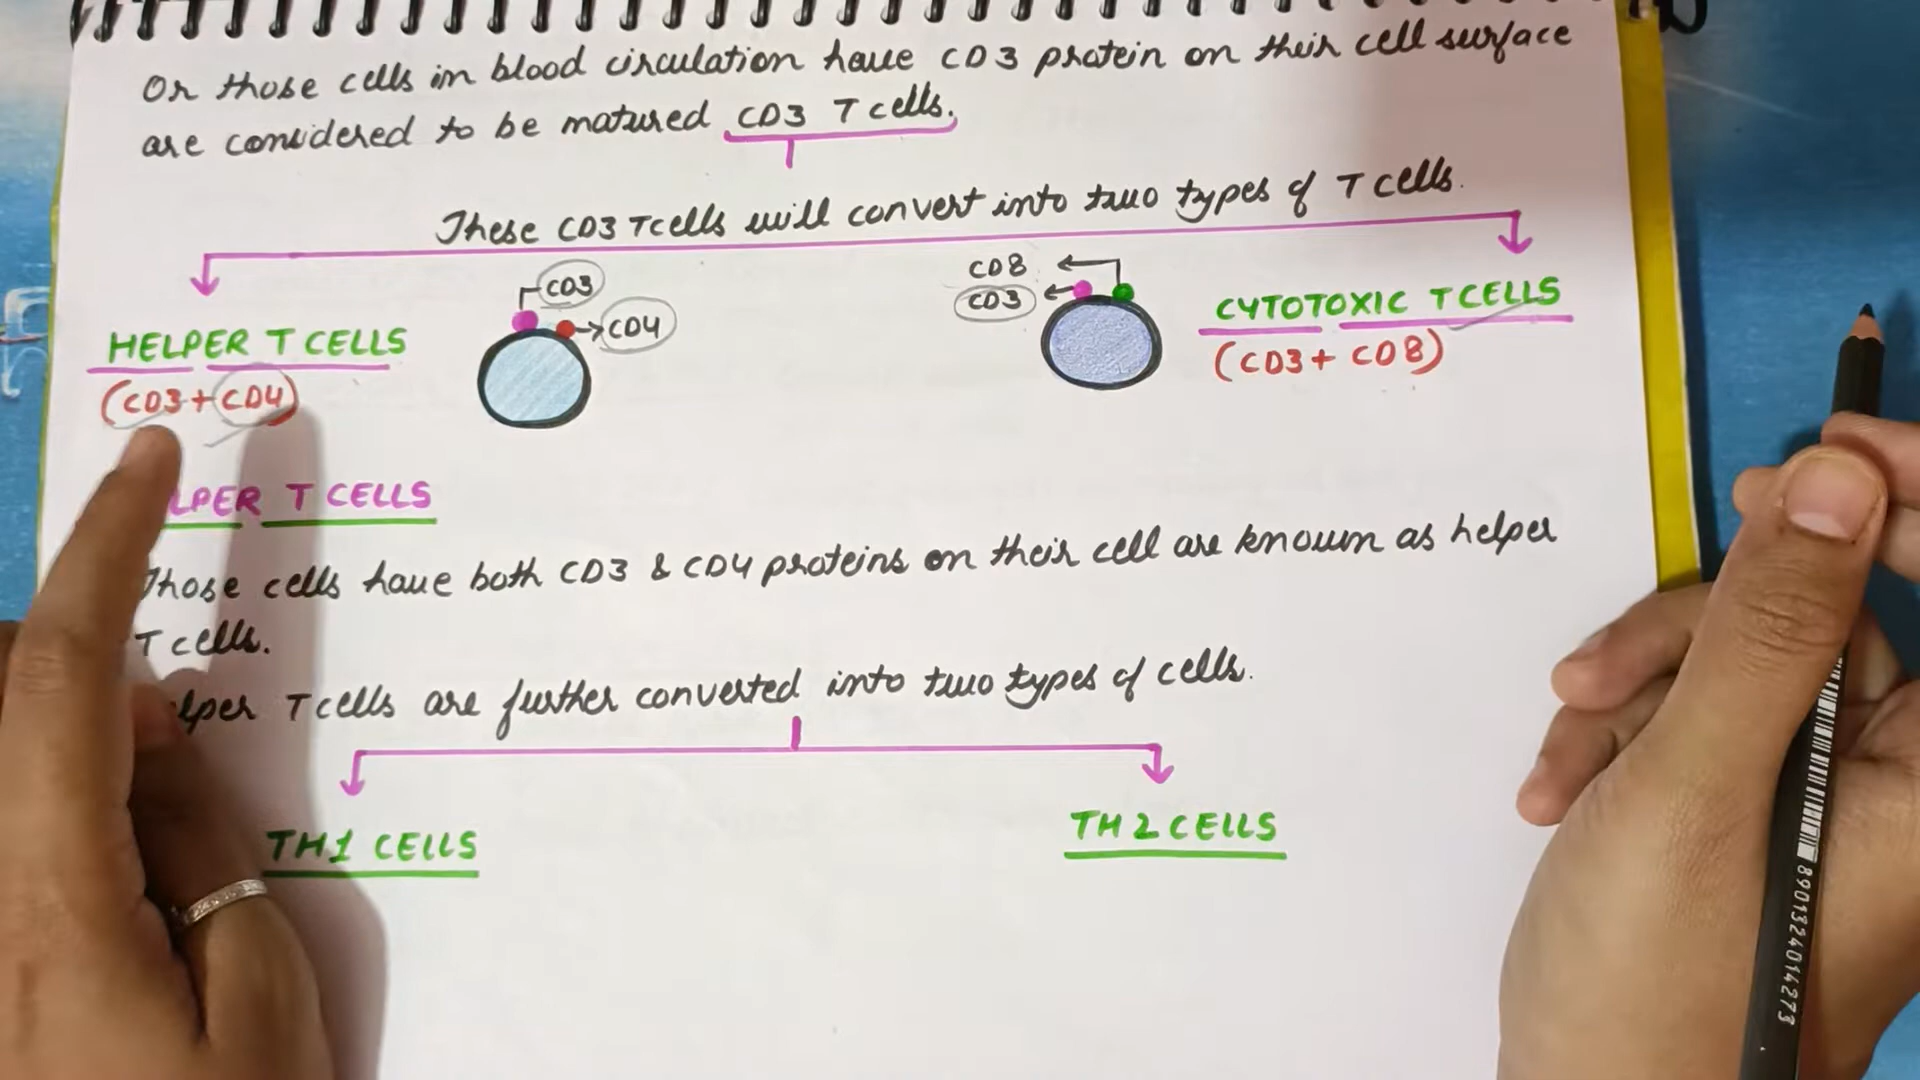 Or those cells in blood circulation have CD3 protein on their cell surface
are considered to be matured CD3 T cells.
These CD3 T cells will convert into two types of T cells.
CD3
CD4
CD8
CD3
HELPER T CELLS
(CD3 + CD4)
CYTOTOXIC T CELLS
(CD3 + CD8)
LPER T CELLS
Those cells have both CD3 & CD4 proteins on their cell are known as helper
T cells.
lper T cells are further converted into two types of cells.
TH1 CELLS
TH2 CELLS
8901324014273